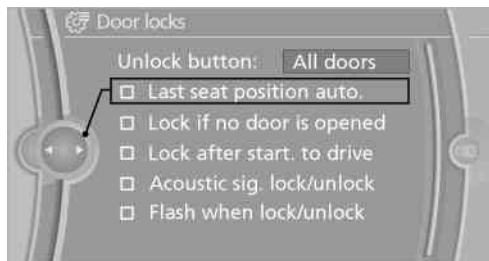 Door locks
Unlock button: All doors
Last seat position auto.
Lock if no door is opened
Lock after start. to drive
Acoustic sig. lock/unlock
Flash when lock/unlock